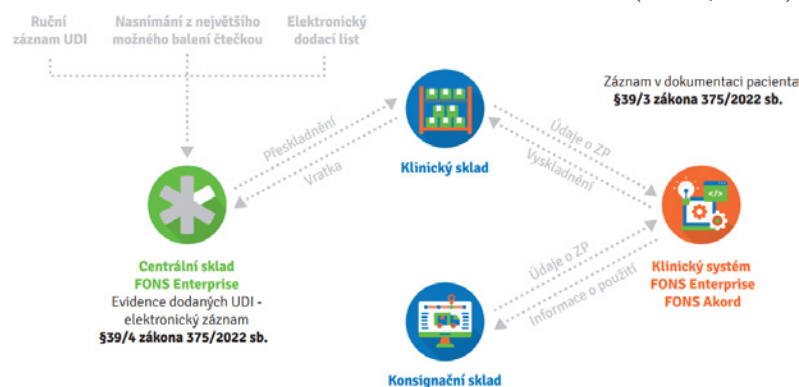 Ruční
záznam UDI
Nasnímání z největšího
možného balení čtečkou
Elektronický
dodací list
Přeskladnění
Vratka
Klinický sklad
Údaje o ZP
Vyskladnění
Záznam v dokumentaci pacienta
§39/3 zákona 375/2022 sb.
Centrální sklad
FONS Enterprise
Evidence dodaných UDI -
elektronický záznam
§39/4 zákona 375/2022 sb.
Klinický systém
FONS Enterprise
FONS Akord
Údaje o ZP
Informace o použití
Konsignační sklad